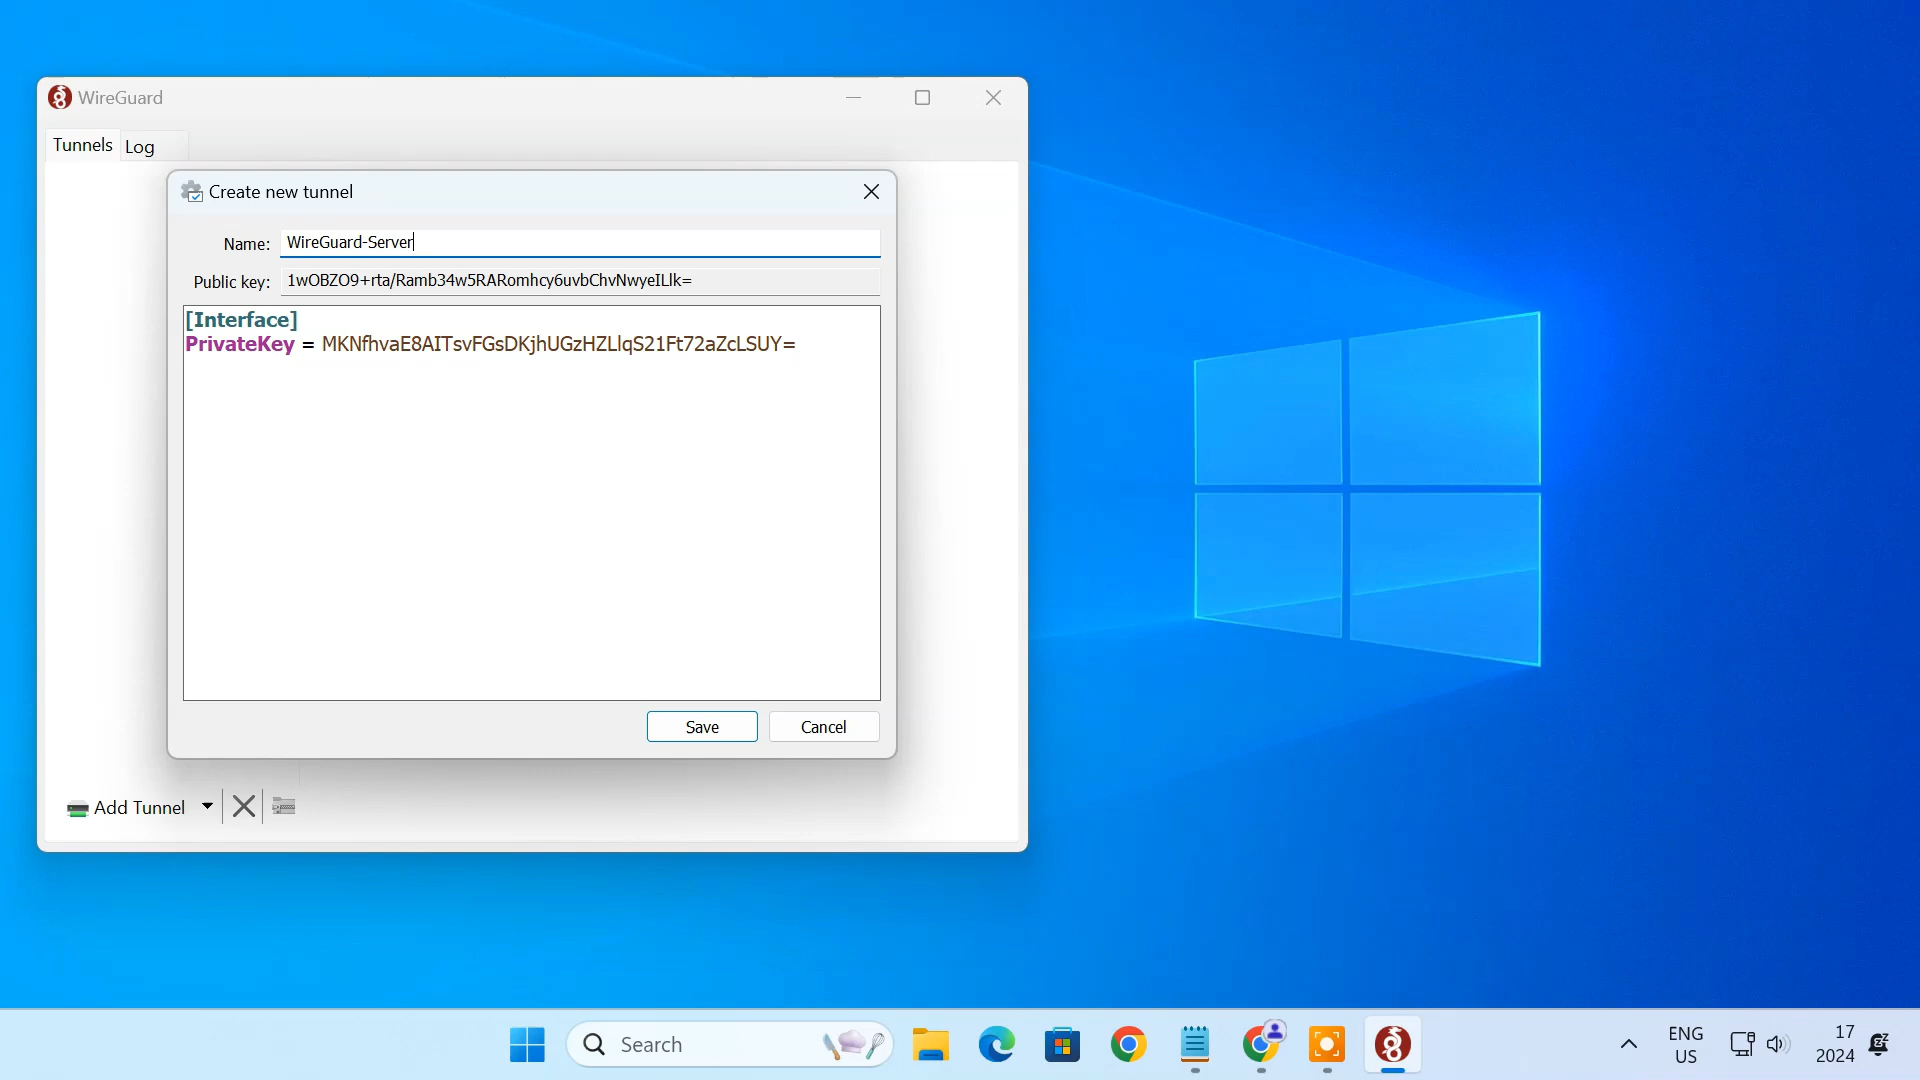 WireGuard
Tunnels
Log
Create new tunnel
Name: WireGuard-Server
Public key: 1wOBZO9+rta/Ramb34w5RARomhcy6uvbChvNwyeILlk=
[Interface]
PrivateKey = MKNfhvaE8AITsvFGsDKjhUGzHZLlqS21Ft72aZcLSUY=
Save
Cancel
Add Tunnel
Search
ENG
US
17
2024